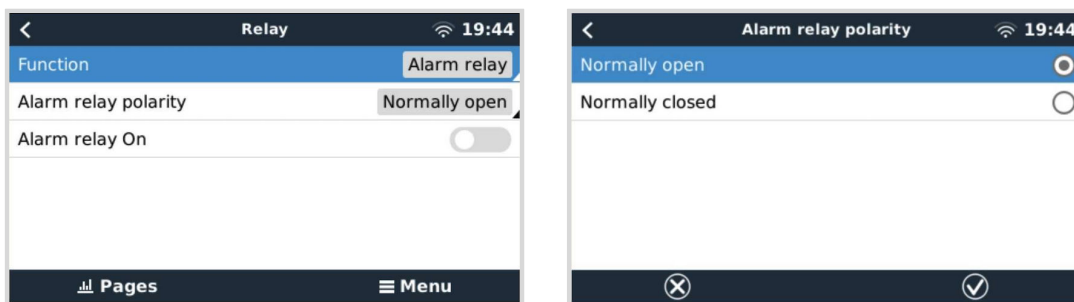 Relay 19:44
Function Alarm relay
Alarm relay polarity Normally open
Alarm relay On
Pages Menu
Alarm relay polarity 19:44
Normally open
Normally closed